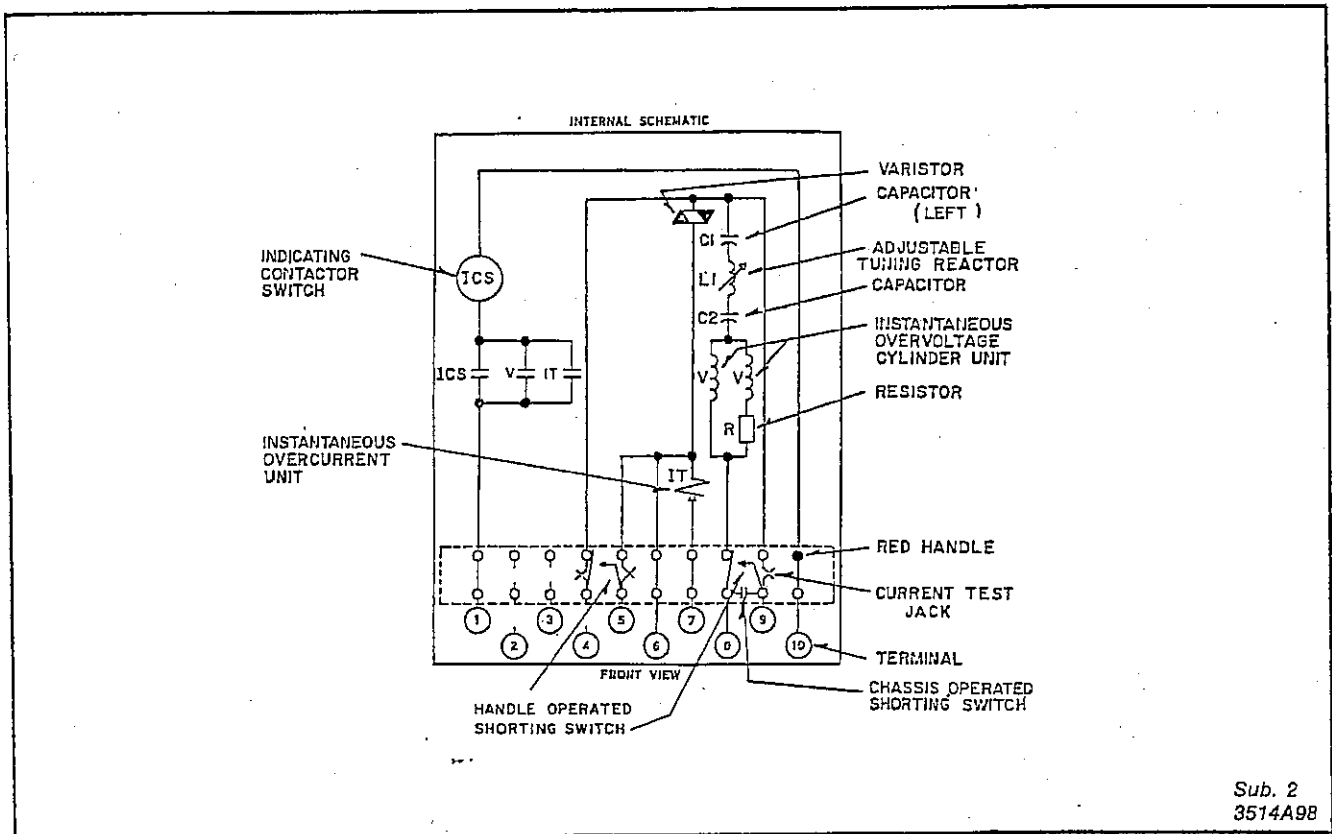 INTERNAL SCHEMATIC
VARISTOR
CAPACITOR
(LEFT)
C1
ADJUSTABLE
TUNING REACTOR
L1
CAPACITOR
C2
INDICATING
CONTACTOR
SWITCH
ICS
INSTANTANEOUS
OVERVOLTAGE
CYLINDER UNIT
ICS V IT
V V
RESISTOR
R
INSTANTANEOUS
OVERCURRENT
UNIT
IT
RED HANDLE
CURRENT TEST
JACK
1 3 5 7 9
2 4 6 8 10
TERMINAL
FRONT VIEW
CHASSIS OPERATED
SHORTING SWITCH
HANDLE OPERATED
SHORTING SWITCH
Sub. 2
3514A98